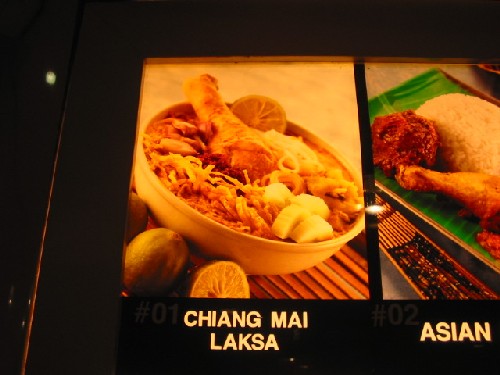 #01 CHIANG MAI
LAKSA
#02 ASIAN